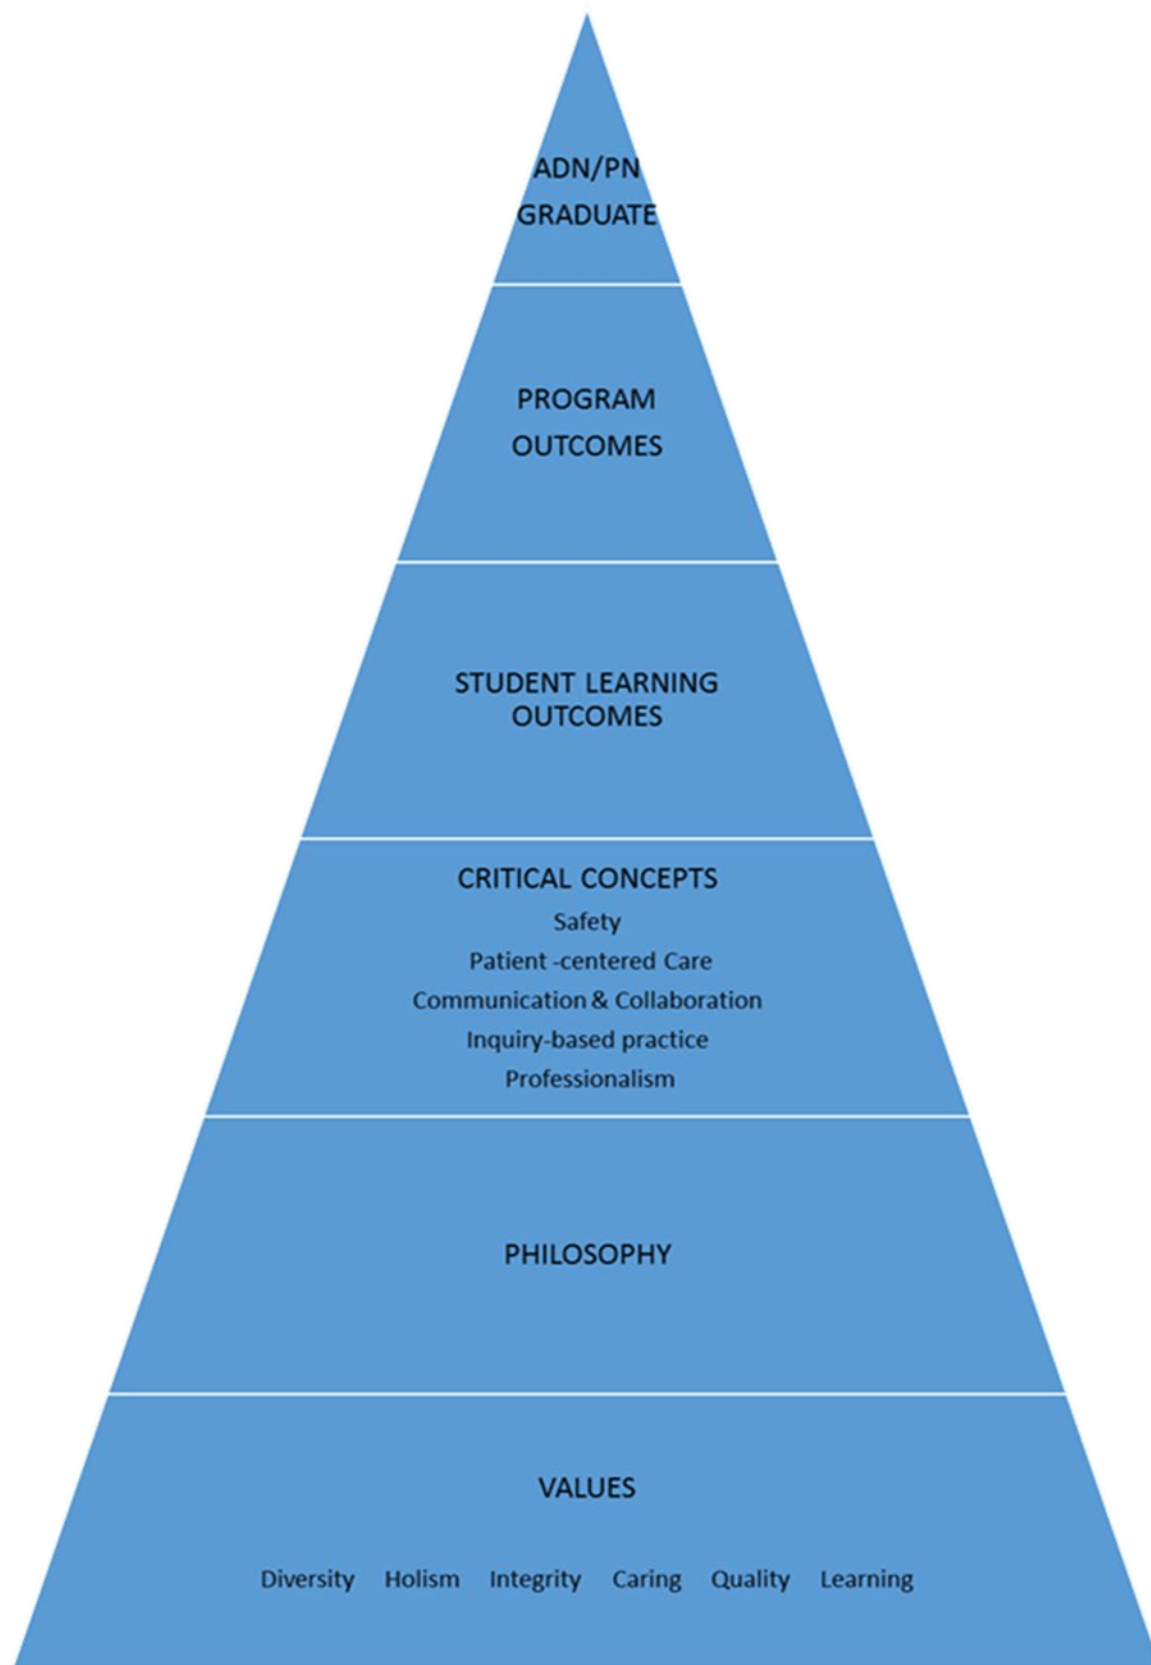 ADN/PN
GRADUATE
PROGRAM
OUTCOMES
STUDENT LEARNING
OUTCOMES
CRITICAL CONCEPTS
Safety
Patient -centered Care
Communication & Collaboration
Inquiry-based practice
Professionalism
PHILOSOPHY
VALUES
Diversity Holism Integrity Caring Quality Learning